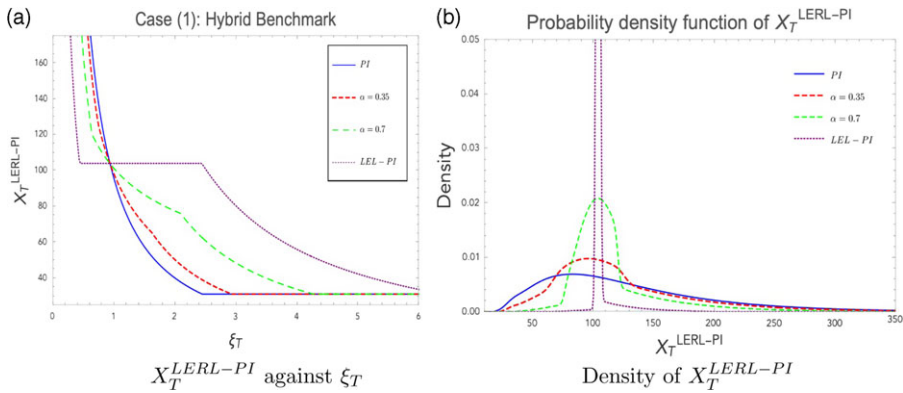 (a)
Case (1): Hybrid Benchmark
X_T^LERL-PI
160
140
120
100
80
60
40
0 1 2 3 4 5 6
ξ_T
PI
α = 0.35
α = 0.7
LEL - PI
X_T^{LERL-PI} against ξ_T
(b)
Probability density function of X_T^LERL-PI
Density
0.05
0.04
0.03
0.02
0.01
0.00
50 100 150 200 250 300 350
X_T^LERL-PI
PI
α = 0.35
α = 0.7
LEL - PI
Density of X_T^{LERL-PI}